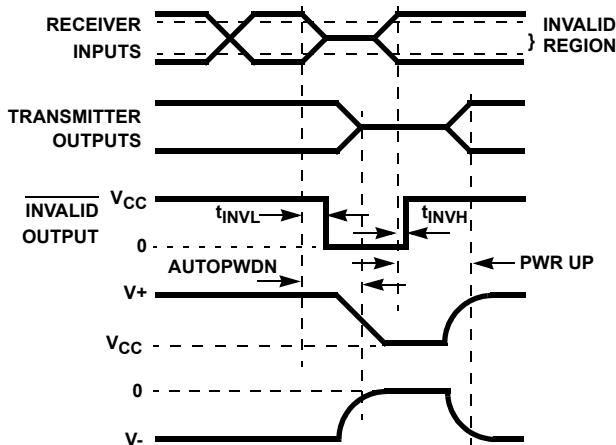 RECEIVER
INPUTS
}
INVALID
REGION
TRANSMITTER
OUTPUTS
INVALID
OUTPUT
VCC
0
tINVL
tINVH
AUTOPWDN
PWR UP
V+
VCC
0
V-